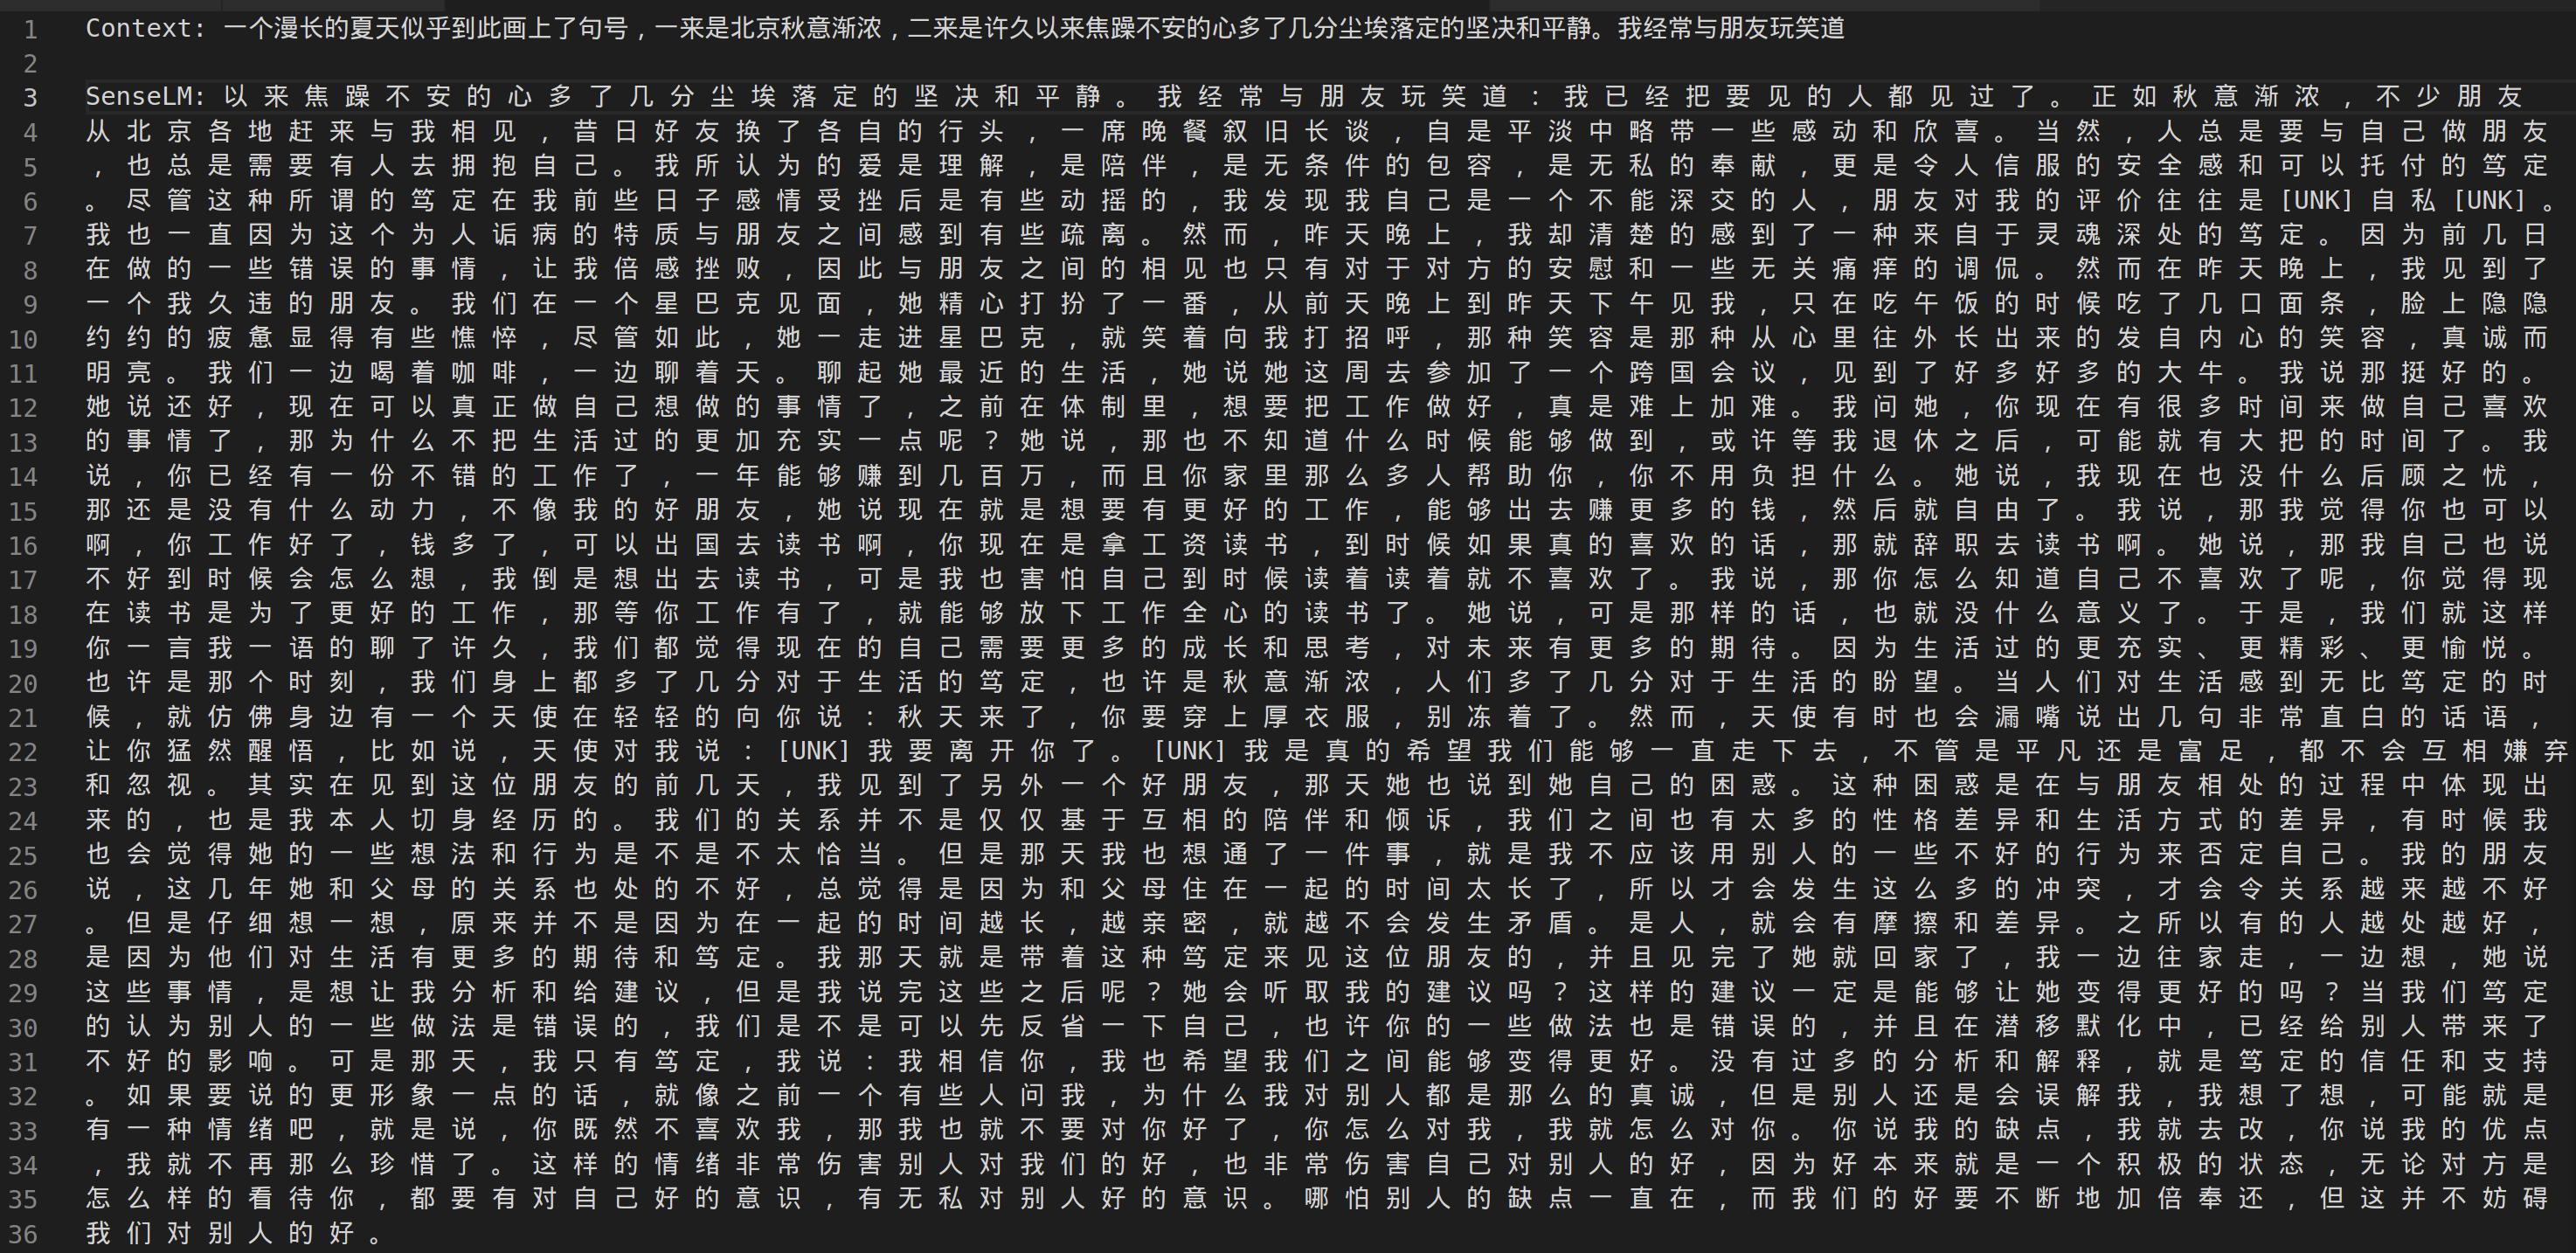 1 Context: 一个漫长的夏天似乎到此画上了句号,一来是北京秋意渐浓,二来是许久以来焦躁不安的心多了几分尘埃落定的坚决和平静。我经常与朋友玩笑道
2
3 SenseLM: 以 来 焦 躁 不 安 的 心 多 了 几 分 尘 埃 落 定 的 坚 决 和 平 静 。 我 经 常 与 朋 友 玩 笑 道 : 我 已 经 把 要 见 的 人 都 见 过 了 。 正 如 秋 意 渐 浓 , 不 少 朋 友
4 从 北 京 各 地 赶 来 与 我 相 见 , 昔 日 好 友 换 了 各 自 的 行 头 , 一 席 晚 餐 叙 旧 长 谈 , 自 是 平 淡 中 略 带 一 些 感 动 和 欣 喜 。 当 然 , 人 总 是 要 与 自 己 做 朋 友
5 , 也 总 是 需 要 有 人 去 拥 抱 自 己 。 我 所 认 为 的 爱 是 理 解 , 是 陪 伴 , 是 无 条 件 的 包 容 , 是 无 私 的 奉 献 , 更 是 令 人 信 服 的 安 全 感 和 可 以 托 付 的 笃 定
6 。 尽 管 这 种 所 谓 的 笃 定 在 我 前 些 日 子 感 情 受 挫 后 是 有 些 动 摇 的 , 我 发 现 我 自 己 是 一 个 不 能 深 交 的 人 , 朋 友 对 我 的 评 价 往 往 是 [UNK] 自 私 [UNK] 。
7 我 也 一 直 因 为 这 个 为 人 诟 病 的 特 质 与 朋 友 之 间 感 到 有 些 疏 离 。 然 而 , 昨 天 晚 上 , 我 却 清 楚 的 感 到 了 一 种 来 自 于 灵 魂 深 处 的 笃 定 。 因 为 前 几 日
8 在 做 的 一 些 错 误 的 事 情 , 让 我 倍 感 挫 败 , 因 此 与 朋 友 之 间 的 相 见 也 只 有 对 于 对 方 的 安 慰 和 一 些 无 关 痛 痒 的 调 侃 。 然 而 在 昨 天 晚 上 , 我 见 到 了
9 一 个 我 久 违 的 朋 友 。 我 们 在 一 个 星 巴 克 见 面 , 她 精 心 打 扮 了 一 番 , 从 前 天 晚 上 到 昨 天 下 午 见 我 , 只 在 吃 午 饭 的 时 候 吃 了 几 口 面 条 , 脸 上 隐 隐
10 约 约 的 疲 惫 显 得 有 些 憔 悴 , 尽 管 如 此 , 她 一 走 进 星 巴 克 , 就 笑 着 向 我 打 招 呼 , 那 种 笑 容 是 那 种 从 心 里 往 外 长 出 来 的 发 自 内 心 的 笑 容 , 真 诚 而
11 明 亮 。 我 们 一 边 喝 着 咖 啡 , 一 边 聊 着 天 。 聊 起 她 最 近 的 生 活 , 她 说 她 这 周 去 参 加 了 一 个 跨 国 会 议 , 见 到 了 好 多 好 多 的 大 牛 。 我 说 那 挺 好 的 。
12 她 说 还 好 , 现 在 可 以 真 正 做 自 己 想 做 的 事 情 了 , 之 前 在 体 制 里 , 想 要 把 工 作 做 好 , 真 是 难 上 加 难 。 我 问 她 , 你 现 在 有 很 多 时 间 来 做 自 己 喜 欢
13 的 事 情 了 , 那 为 什 么 不 把 生 活 过 的 更 加 充 实 一 点 呢 ? 她 说 , 那 也 不 知 道 什 么 时 候 能 够 做 到 , 或 许 等 我 退 休 之 后 , 可 能 就 有 大 把 的 时 间 了 。 我
14 说 , 你 已 经 有 一 份 不 错 的 工 作 了 , 一 年 能 够 赚 到 几 百 万 , 而 且 你 家 里 那 么 多 人 帮 助 你 , 你 不 用 负 担 什 么 。 她 说 , 我 现 在 也 没 什 么 后 顾 之 忧 ,
15 那 还 是 没 有 什 么 动 力 , 不 像 我 的 好 朋 友 , 她 说 现 在 就 是 想 要 有 更 好 的 工 作 , 能 够 出 去 赚 更 多 的 钱 , 然 后 就 自 由 了 。 我 说 , 那 我 觉 得 你 也 可 以
16 啊 , 你 工 作 好 了 , 钱 多 了 , 可 以 出 国 去 读 书 啊 , 你 现 在 是 拿 工 资 读 书 , 到 时 候 如 果 真 的 喜 欢 的 话 , 那 就 辞 职 去 读 书 啊 。 她 说 , 那 我 自 己 也 说
17 不 好 到 时 候 会 怎 么 想 , 我 倒 是 想 出 去 读 书 , 可 是 我 也 害 怕 自 己 到 时 候 读 着 读 着 就 不 喜 欢 了 。 我 说 , 那 你 怎 么 知 道 自 己 不 喜 欢 了 呢 , 你 觉 得 现
18 在 读 书 是 为 了 更 好 的 工 作 , 那 等 你 工 作 有 了 , 就 能 够 放 下 工 作 全 心 的 读 书 了 。 她 说 , 可 是 那 样 的 话 , 也 就 没 什 么 意 义 了 。 于 是 , 我 们 就 这 样
19 你 一 言 我 一 语 的 聊 了 许 久 , 我 们 都 觉 得 现 在 的 自 己 需 要 更 多 的 成 长 和 思 考 , 对 未 来 有 更 多 的 期 待 。 因 为 生 活 过 的 更 充 实 、 更 精 彩 、 更 愉 悦 。
20 也 许 是 那 个 时 刻 , 我 们 身 上 都 多 了 几 分 对 于 生 活 的 笃 定 , 也 许 是 秋 意 渐 浓 , 人 们 多 了 几 分 对 于 生 活 的 盼 望 。 当 人 们 对 生 活 感 到 无 比 笃 定 的 时
21 候 , 就 仿 佛 身 边 有 一 个 天 使 在 轻 轻 的 向 你 说 : 秋 天 来 了 , 你 要 穿 上 厚 衣 服 , 别 冻 着 了 。 然 而 , 天 使 有 时 也 会 漏 嘴 说 出 几 句 非 常 直 白 的 话 语 ,
22 让 你 猛 然 醒 悟 , 比 如 说 , 天 使 对 我 说 : [UNK] 我 要 离 开 你 了 。 [UNK] 我 是 真 的 希 望 我 们 能 够 一 直 走 下 去 , 不 管 是 平 凡 还 是 富 足 , 都 不 会 互 相 嫌 弃
23 和 忽 视 。 其 实 在 见 到 这 位 朋 友 的 前 几 天 , 我 见 到 了 另 外 一 个 好 朋 友 , 那 天 她 也 说 到 她 自 己 的 困 惑 。 这 种 困 惑 是 在 与 朋 友 相 处 的 过 程 中 体 现 出
24 来 的 , 也 是 我 本 人 切 身 经 历 的 。 我 们 的 关 系 并 不 是 仅 仅 基 于 互 相 的 陪 伴 和 倾 诉 , 我 们 之 间 也 有 太 多 的 性 格 差 异 和 生 活 方 式 的 差 异 , 有 时 候 我
25 也 会 觉 得 她 的 一 些 想 法 和 行 为 是 不 是 不 太 恰 当 。 但 是 那 天 我 也 想 通 了 一 件 事 , 就 是 我 不 应 该 用 别 人 的 一 些 不 好 的 行 为 来 否 定 自 己 。 我 的 朋 友
26 说 , 这 几 年 她 和 父 母 的 关 系 也 处 的 不 好 , 总 觉 得 是 因 为 和 父 母 住 在 一 起 的 时 间 太 长 了 , 所 以 才 会 发 生 这 么 多 的 冲 突 , 才 会 令 关 系 越 来 越 不 好
27 。 但 是 仔 细 想 一 想 , 原 来 并 不 是 因 为 在 一 起 的 时 间 越 长 , 越 亲 密 , 就 越 不 会 发 生 矛 盾 。 是 人 , 就 会 有 摩 擦 和 差 异 。 之 所 以 有 的 人 越 处 越 好 ,
28 是 因 为 他 们 对 生 活 有 更 多 的 期 待 和 笃 定 。 我 那 天 就 是 带 着 这 种 笃 定 来 见 这 位 朋 友 的 , 并 且 见 完 了 她 就 回 家 了 , 我 一 边 往 家 走 , 一 边 想 , 她 说
29 这 些 事 情 , 是 想 让 我 分 析 和 给 建 议 , 但 是 我 说 完 这 些 之 后 呢 ? 她 会 听 取 我 的 建 议 吗 ? 这 样 的 建 议 一 定 是 能 够 让 她 变 得 更 好 的 吗 ? 当 我 们 笃 定
30 的 认 为 别 人 的 一 些 做 法 是 错 误 的 , 我 们 是 不 是 可 以 先 反 省 一 下 自 己 , 也 许 你 的 一 些 做 法 也 是 错 误 的 , 并 且 在 潜 移 默 化 中 , 已 经 给 别 人 带 来 了
31 不 好 的 影 响 。 可 是 那 天 , 我 只 有 笃 定 , 我 说 : 我 相 信 你 , 我 也 希 望 我 们 之 间 能 够 变 得 更 好 。 没 有 过 多 的 分 析 和 解 释 , 就 是 笃 定 的 信 任 和 支 持
32 。 如 果 要 说 的 更 形 象 一 点 的 话 , 就 像 之 前 一 个 有 些 人 问 我 , 为 什 么 我 对 别 人 都 是 那 么 的 真 诚 , 但 是 别 人 还 是 会 误 解 我 , 我 想 了 想 , 可 能 就 是
33 有 一 种 情 绪 吧 , 就 是 说 , 你 既 然 不 喜 欢 我 , 那 我 也 就 不 要 对 你 好 了 , 你 怎 么 对 我 , 我 就 怎 么 对 你 。 你 说 我 的 缺 点 , 我 就 去 改 , 你 说 我 的 优 点
34 , 我 就 不 再 那 么 珍 惜 了 。 这 样 的 情 绪 非 常 伤 害 别 人 对 我 们 的 好 , 也 非 常 伤 害 自 己 对 别 人 的 好 , 因 为 好 本 来 就 是 一 个 积 极 的 状 态 , 无 论 对 方 是
35 怎 么 样 的 看 待 你 , 都 要 有 对 自 己 好 的 意 识 , 有 无 私 对 别 人 好 的 意 识 。 哪 怕 别 人 的 缺 点 一 直 在 , 而 我 们 的 好 要 不 断 地 加 倍 奉 还 , 但 这 并 不 妨 碍
36 我 们 对 别 人 的 好 。